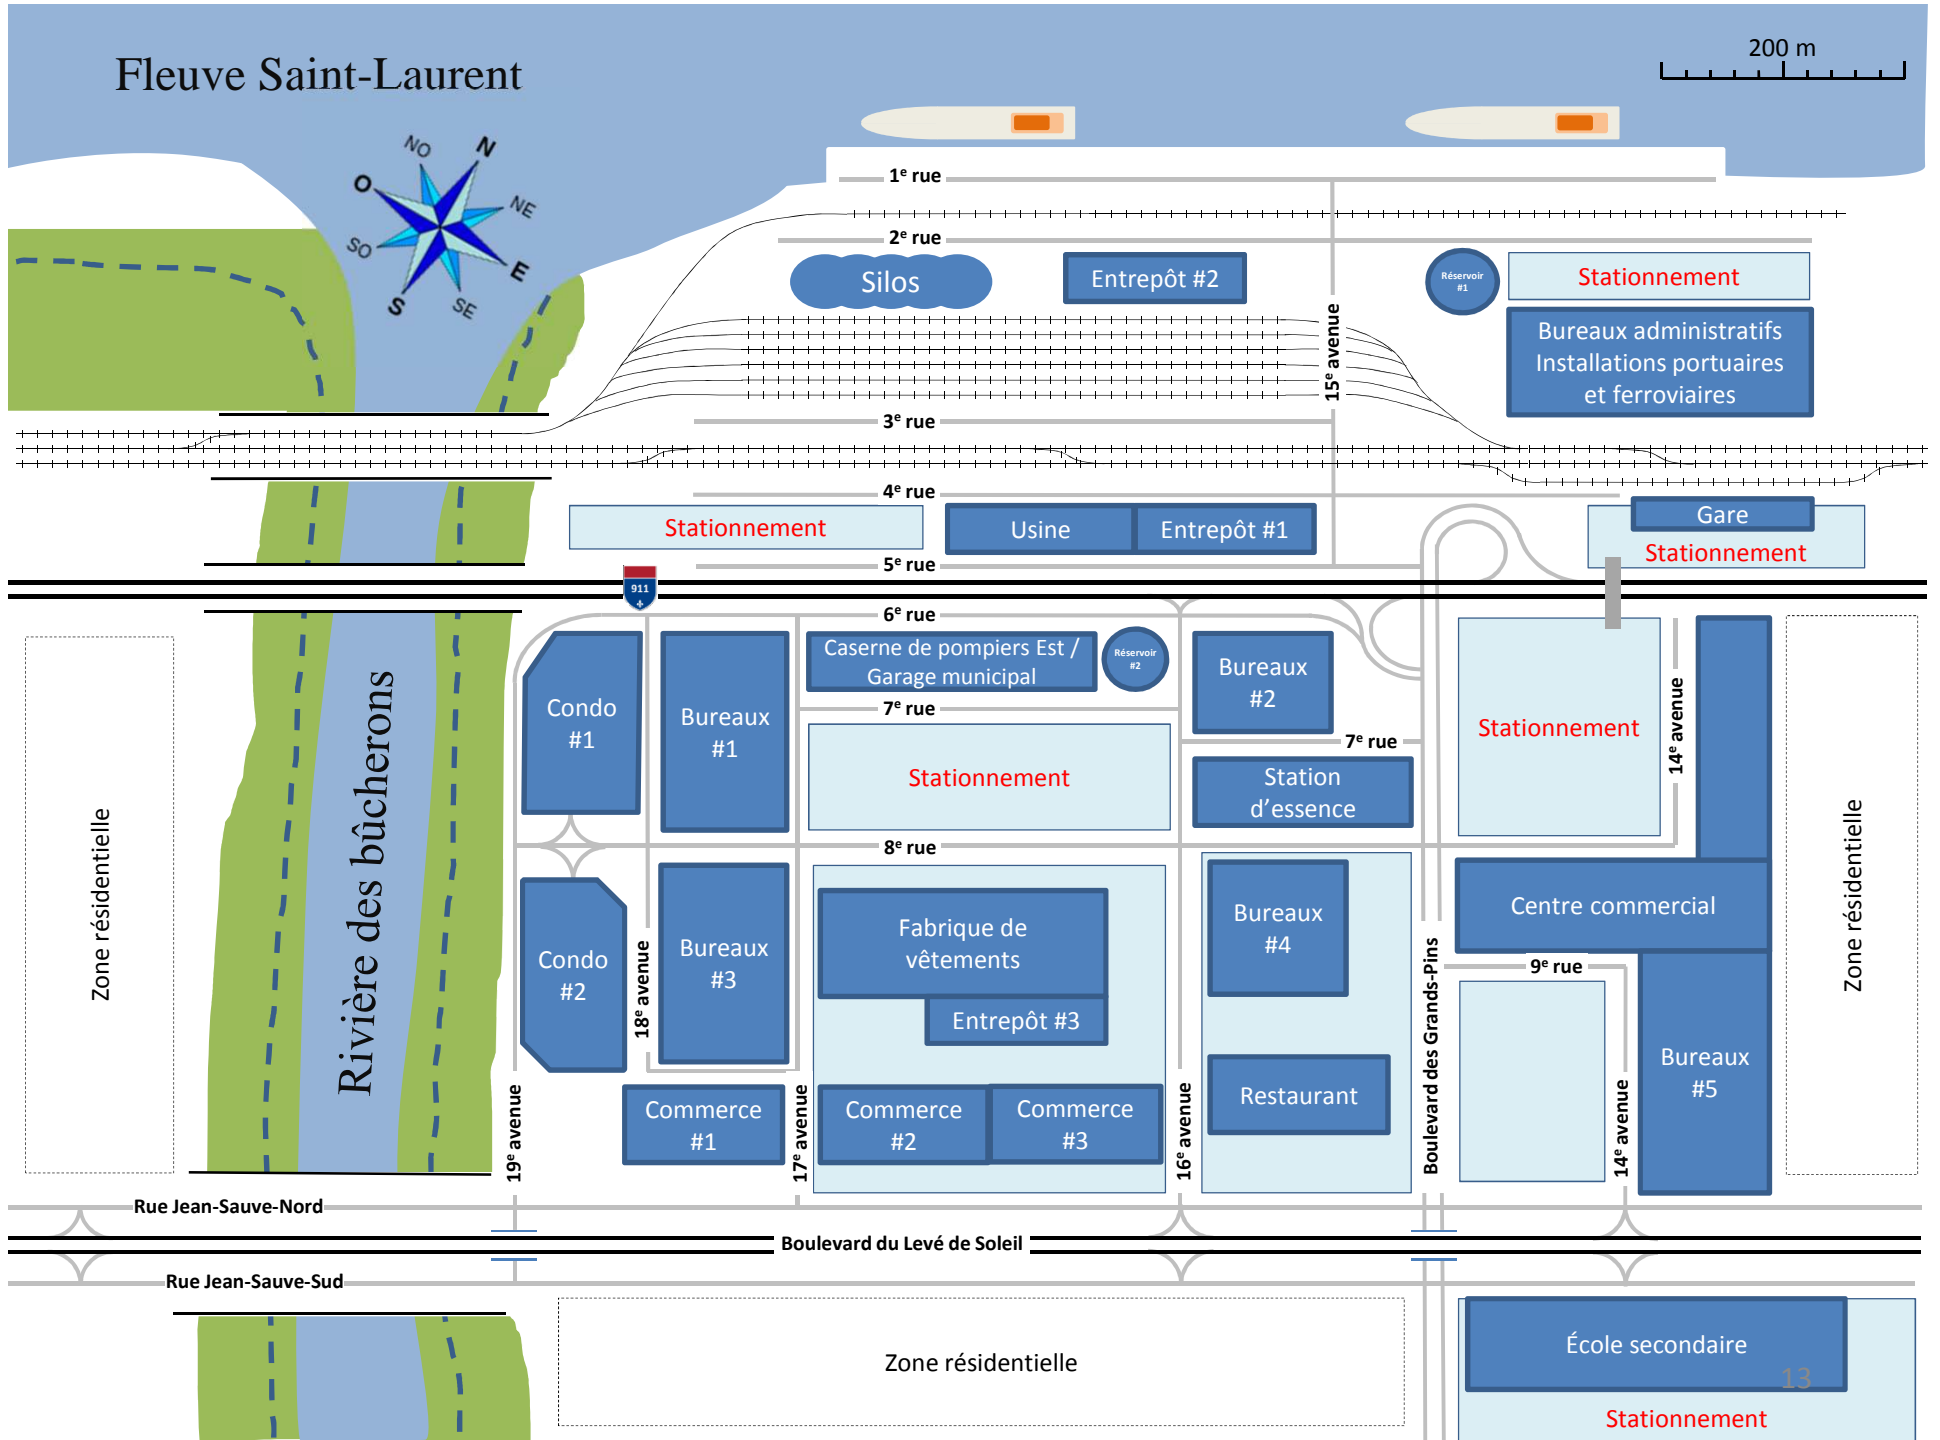 200 m
Fleuve Saint-Laurent
N
NO
NE
O
SO
E
SE
S
1e rue
2e rue
Silos
Entrepôt #2
Réservoir
#1
Stationnement
Bureaux administratifs
Installations portuaires
et ferroviaires
15e avenue
3e rue
4e rue
Stationnement
Usine
Entrepôt #1
Gare
Stationnement
5e rue
911
6e rue
Condo
#1
Bureaux
#1
Caserne de pompiers Est /
Garage municipal
Réservoir
#2
Bureaux
#2
7e rue
7e rue
Stationnement
Station
d’essence
Stationnement
14e avenue
8e rue
Zone résidentielle
Rivière des bûcherons
Zone résidentielle
Condo
#2
18e avenue
Bureaux
#3
Fabrique de
vêtements
Entrepôt #3
Bureaux
#4
Boulevard des Grands-Pins
Centre commercial
9e rue
Bureaux
#5
Restaurant
19e avenue
Commerce
#1
17e avenue
Commerce
#2
Commerce
#3
16e avenue
14e avenue
Rue Jean-Sauve-Nord
Boulevard du Levé de Soleil
Rue Jean-Sauve-Sud
Zone résidentielle
École secondaire
13
Stationnement